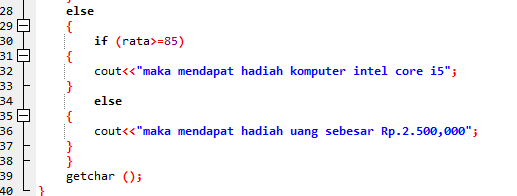 28 else
29 {
30 if (rata>=85)
31 {
32 cout<<"maka mendapat hadiah komputer intel core i5";
33 }
34 else
35 {
36 cout<<"maka mendapat hadiah uang sebesar Rp.2.500,000";
37 }
38 }
39 getchar ();
40 }